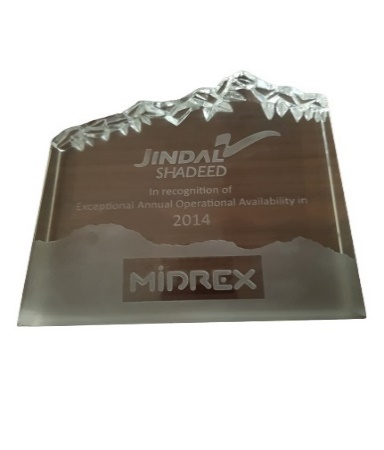 JINDAL
SHADEED
In recognition of
Exceptional Annual Operational Availability in
2014
MiDREX